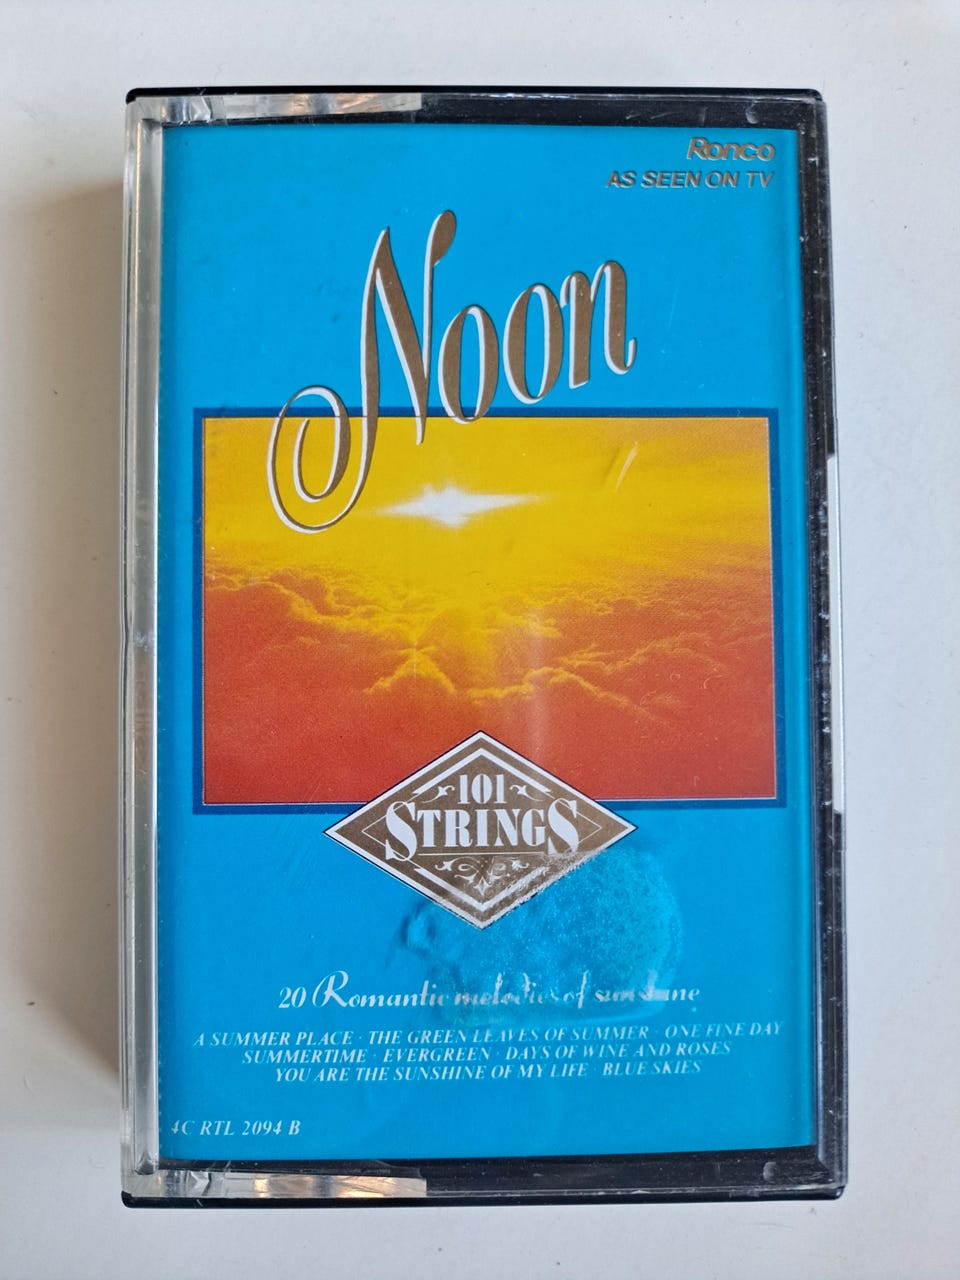 Ronco
AS SEEN ON TV
Noon
101
STRINGS
20 Romantic melodies of sunshine
A SUMMER PLACE · THE GREEN LEAVES OF SUMMER · ONE FINE DAY
SUMMERTIME · EVERGREEN · DAYS OF WINE AND ROSES
YOU ARE THE SUNSHINE OF MY LIFE · BLUE SKIES
4C RTL 2094 B